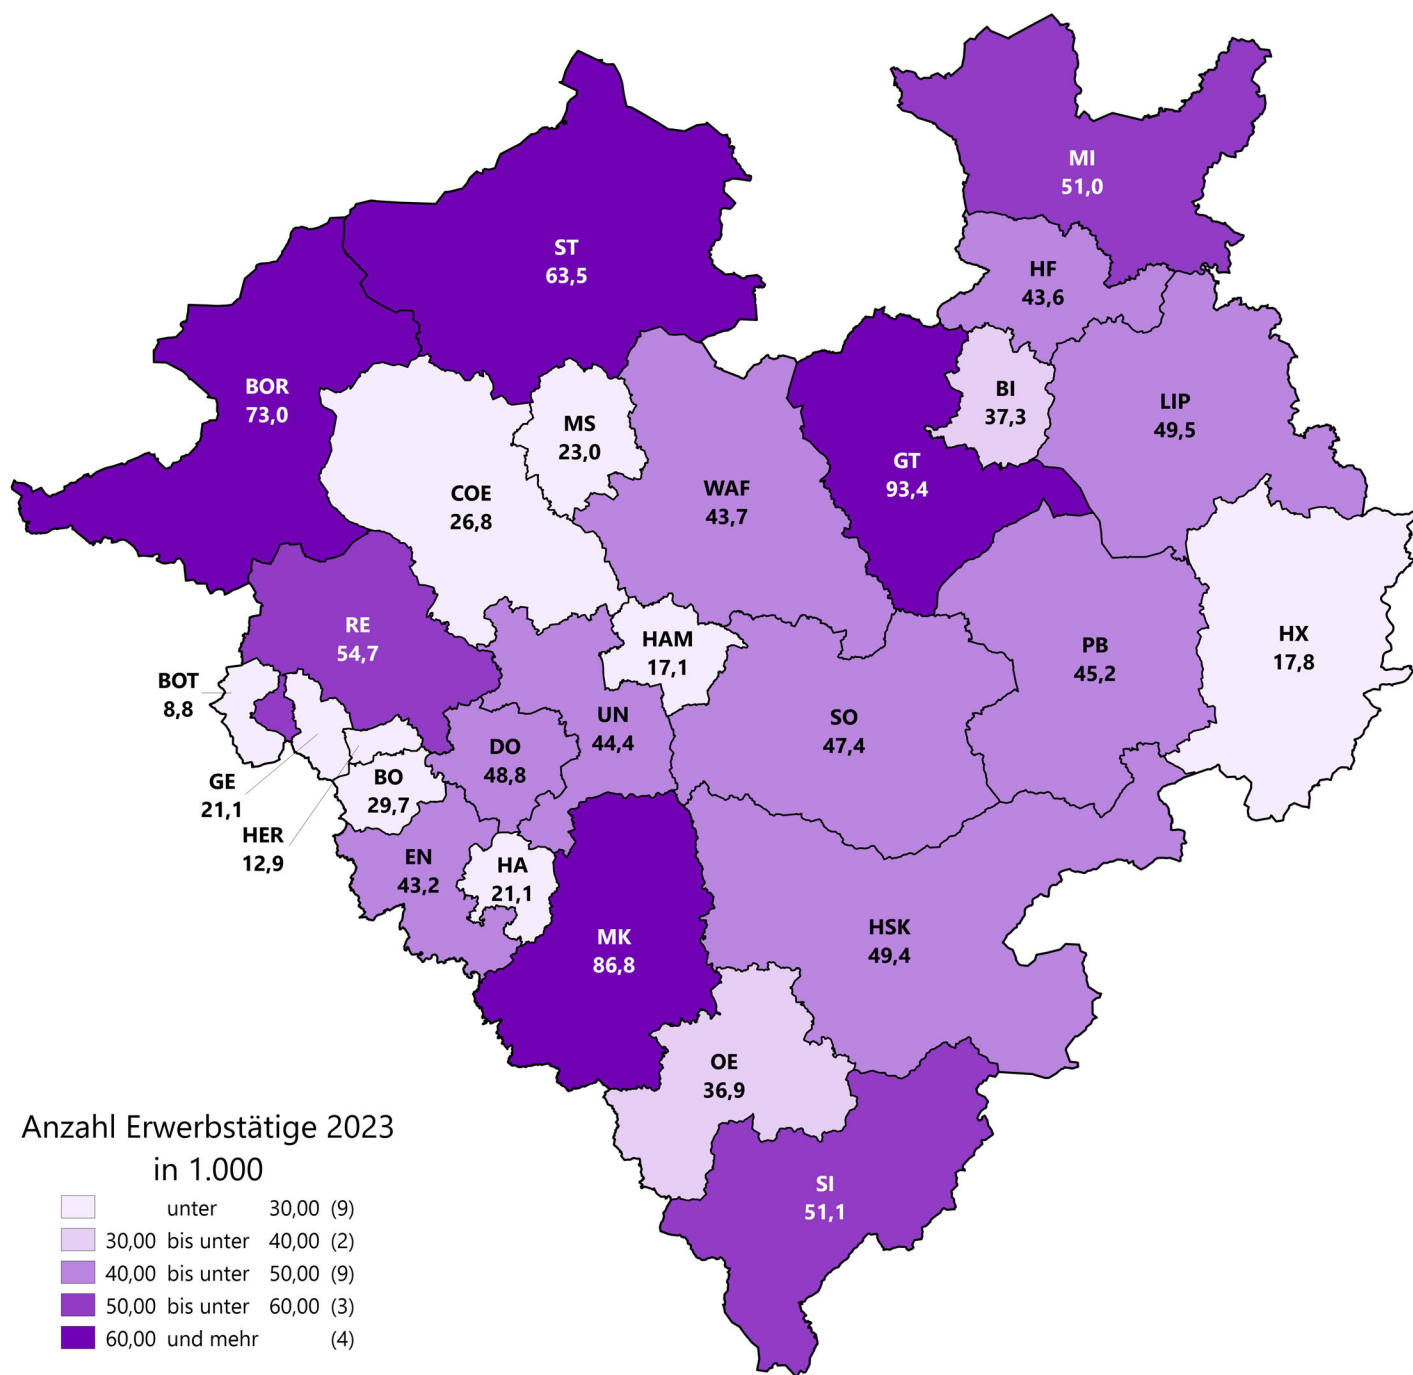 MI
51,0
ST
63,5
HF
43,6
BOR
73,0
MS
23,0
BI
37,3
LIP
49,5
GT
93,4
COE
26,8
WAF
43,7
RE
54,7
HAM
17,1
HX
17,8
PB
45,2
BOT
8,8
UN
44,4
SO
47,4
DO
48,8
GE
21,1
BO
29,7
HER
12,9
EN
43,2
HA
21,1
MK
86,8
HSK
49,4
OE
36,9
SI
51,1
Anzahl Erwerbstätige 2023
in 1.000
unter 30,00 (9)
30,00 bis unter 40,00 (2)
40,00 bis unter 50,00 (9)
50,00 bis unter 60,00 (3)
60,00 und mehr (4)